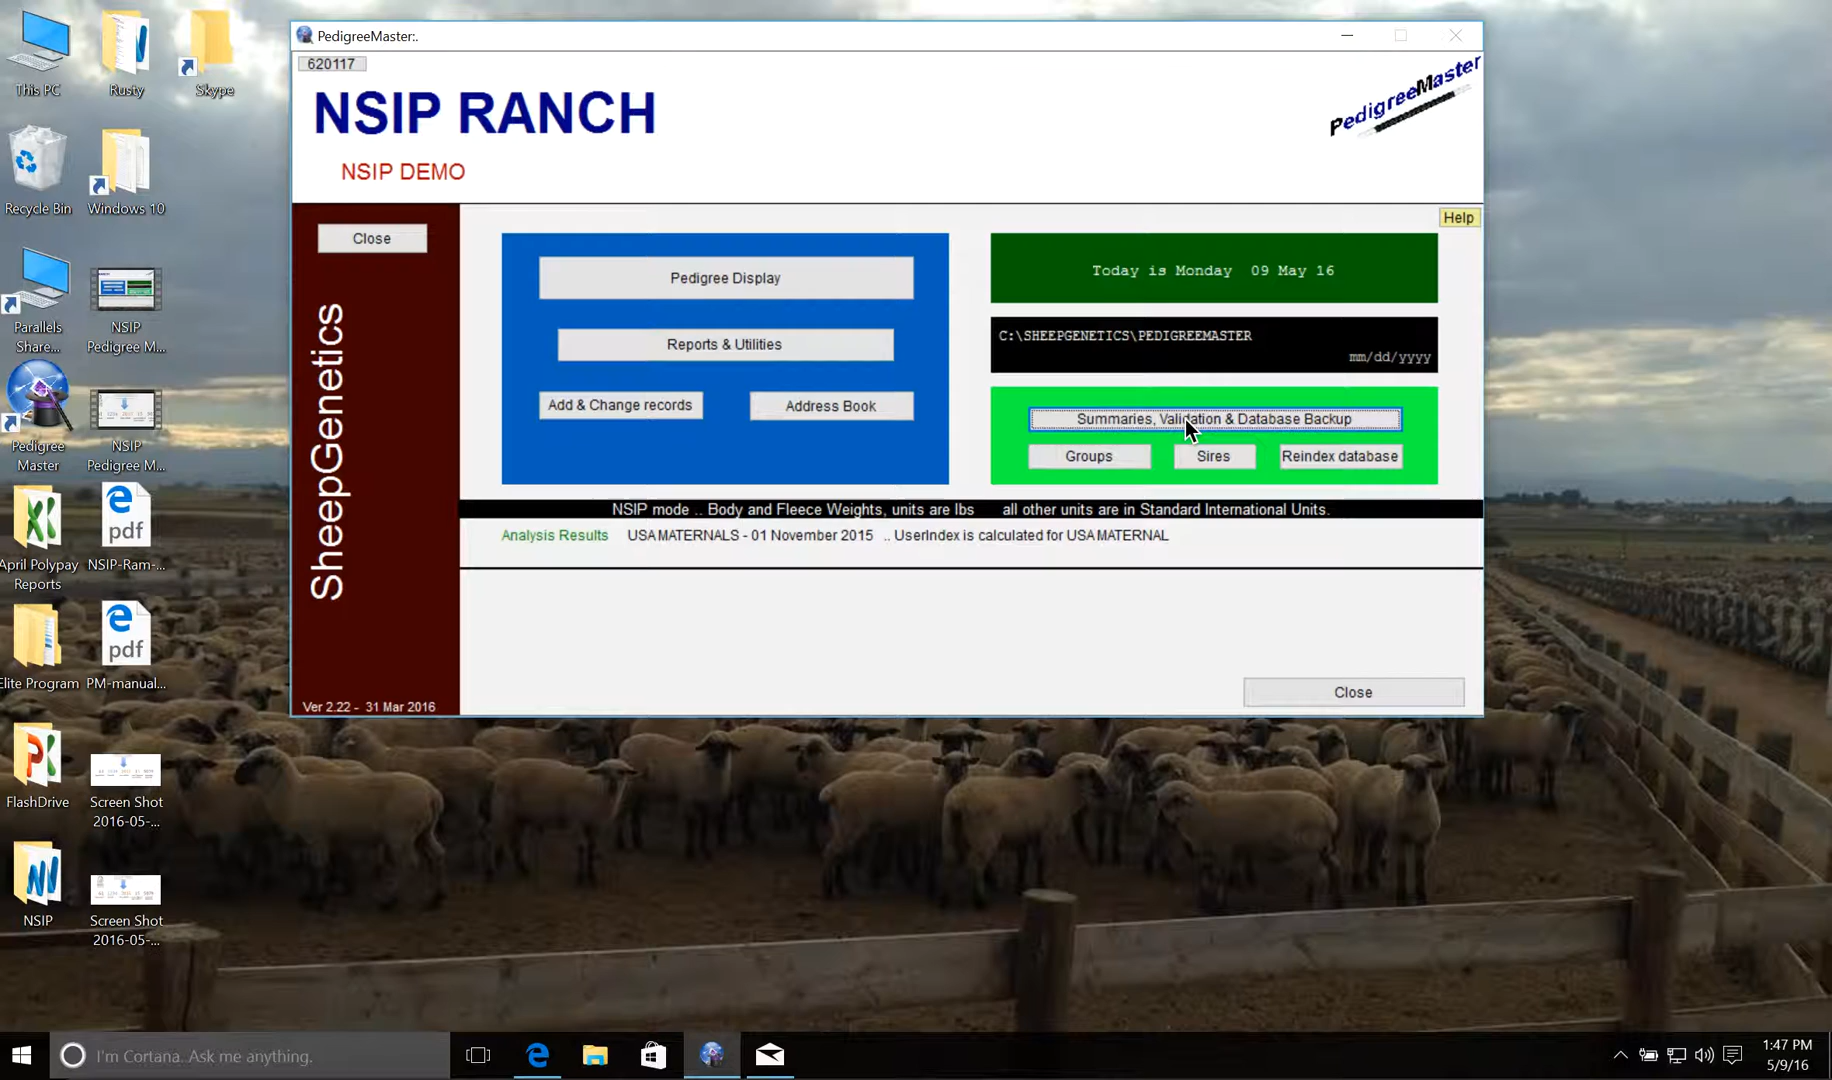 This PC
Rusty
Skype
Recycle Bin
Windows 10
Parallels
Share...
NSIP
Pedigree M...
Pedigree
Master
NSIP
Pedigree M...
April Polypay
Reports
NSIP-Ram-...
Elite Program
PM-manual...
FlashDrive
Screen Shot
2016-05-...
NSIP
Screen Shot
2016-05-...
pdf
pdf
PedigreeMaster:.
620117
NSIP RANCH
NSIP DEMO
PedigreeMaster
Close
SheepGenetics
Ver 2.22 - 31 Mar 2016
Help
Pedigree Display
Reports & Utilities
Add & Change records
Address Book
Today is Monday 09 May 16
C:\SHEEPGENETICS\PEDIGREEMASTER
mm/dd/yyyy
Summaries, Validation & Database Backup
Groups
Sires
Reindex database
NSIP mode .. Body and Fleece Weights, units are lbs all other units are in Standard International Units.
Analysis Results USA MATERNALS - 01 November 2015 .. UserIndex is calculated for USA MATERNAL
Close
I'm Cortana. Ask me anything.
1:47 PM
5/9/16